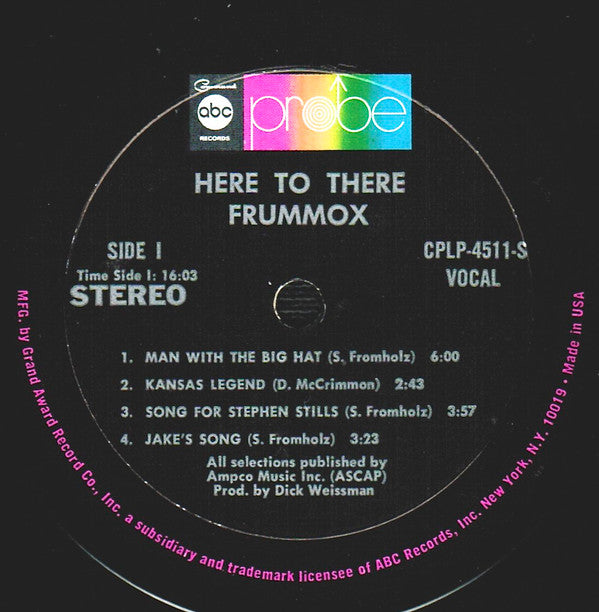 Command
abc
RECORDS
probe
HERE TO THERE
FRUMMOX
SIDE I
CPLP-4511-S
Time Side I: 16:03
VOCAL
STEREO
1. MAN WITH THE BIG HAT (S. Fromholz) 6:00
2. KANSAS LEGEND (D. McCrimmon) 2:43
3. SONG FOR STEPHEN STILLS (S. Fromholz) 3:57
4. JAKE'S SONG (S. Fromholz) 3:23
All selections published by
Ampco Music Inc. (ASCAP)
Prod. by Dick Weissman
MFG. by Grand Award Record Co., Inc. a subsidiary and trademark licensee of ABC Records, Inc. New York, N.Y. 10019 • Made in USA